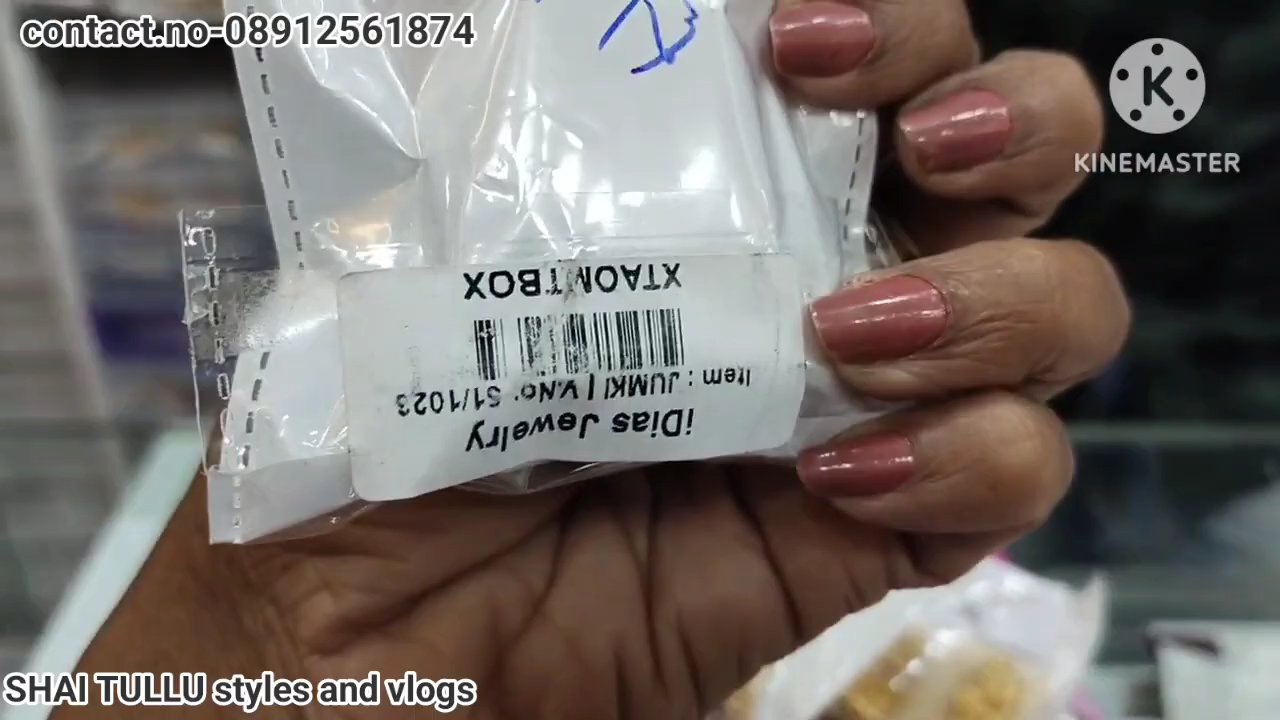 contact.no-08912561874
KINEMASTER
iDias Jewelry
Item : JUMKI | V.No: 51/1023
XTAOMTBOX
SHAI TULLU styles and vlogs